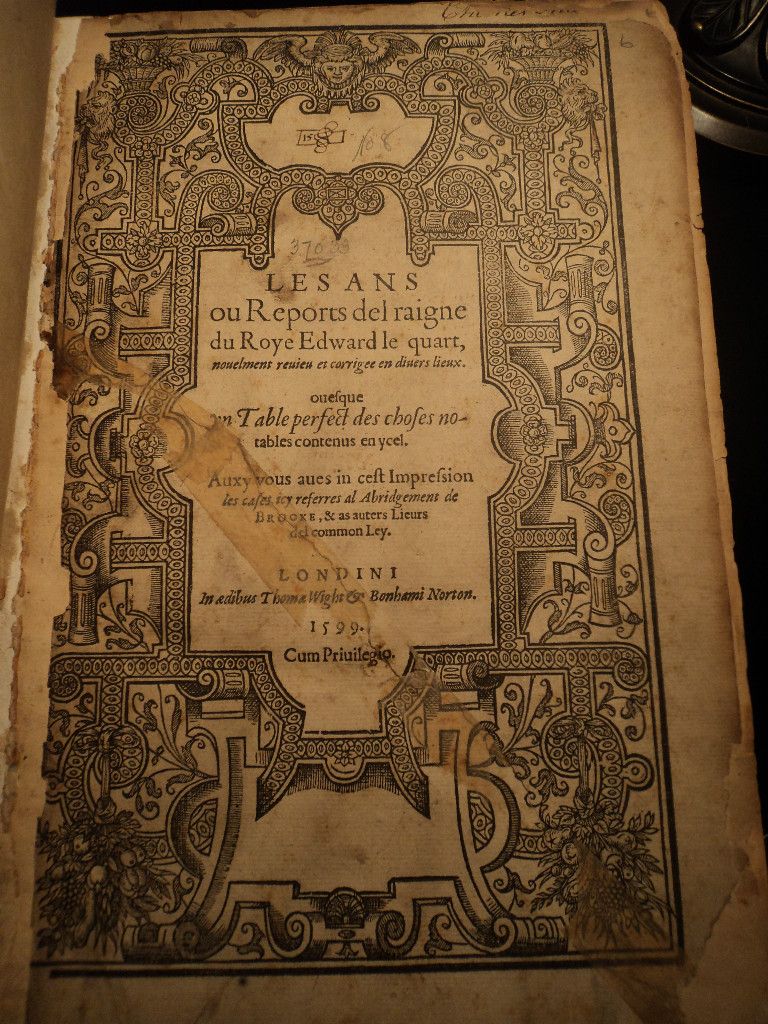 6
37033
LES ANS
ou Reports del raigne
du Roye Edward le quart,
nouelment reuieu et corrigee en diuers lieux.
ouesque
Table perfect des choses no-
tables contenus en ycel.
Auxy vous aues in cest Impression
les cases icy referres al Abridgement de
BROOKE, & as auters Lieurs
del common Ley.
LONDINI
In ædibus Thomæ Wight & Bonhami Norton.
1599.
Cum Priuilegio.